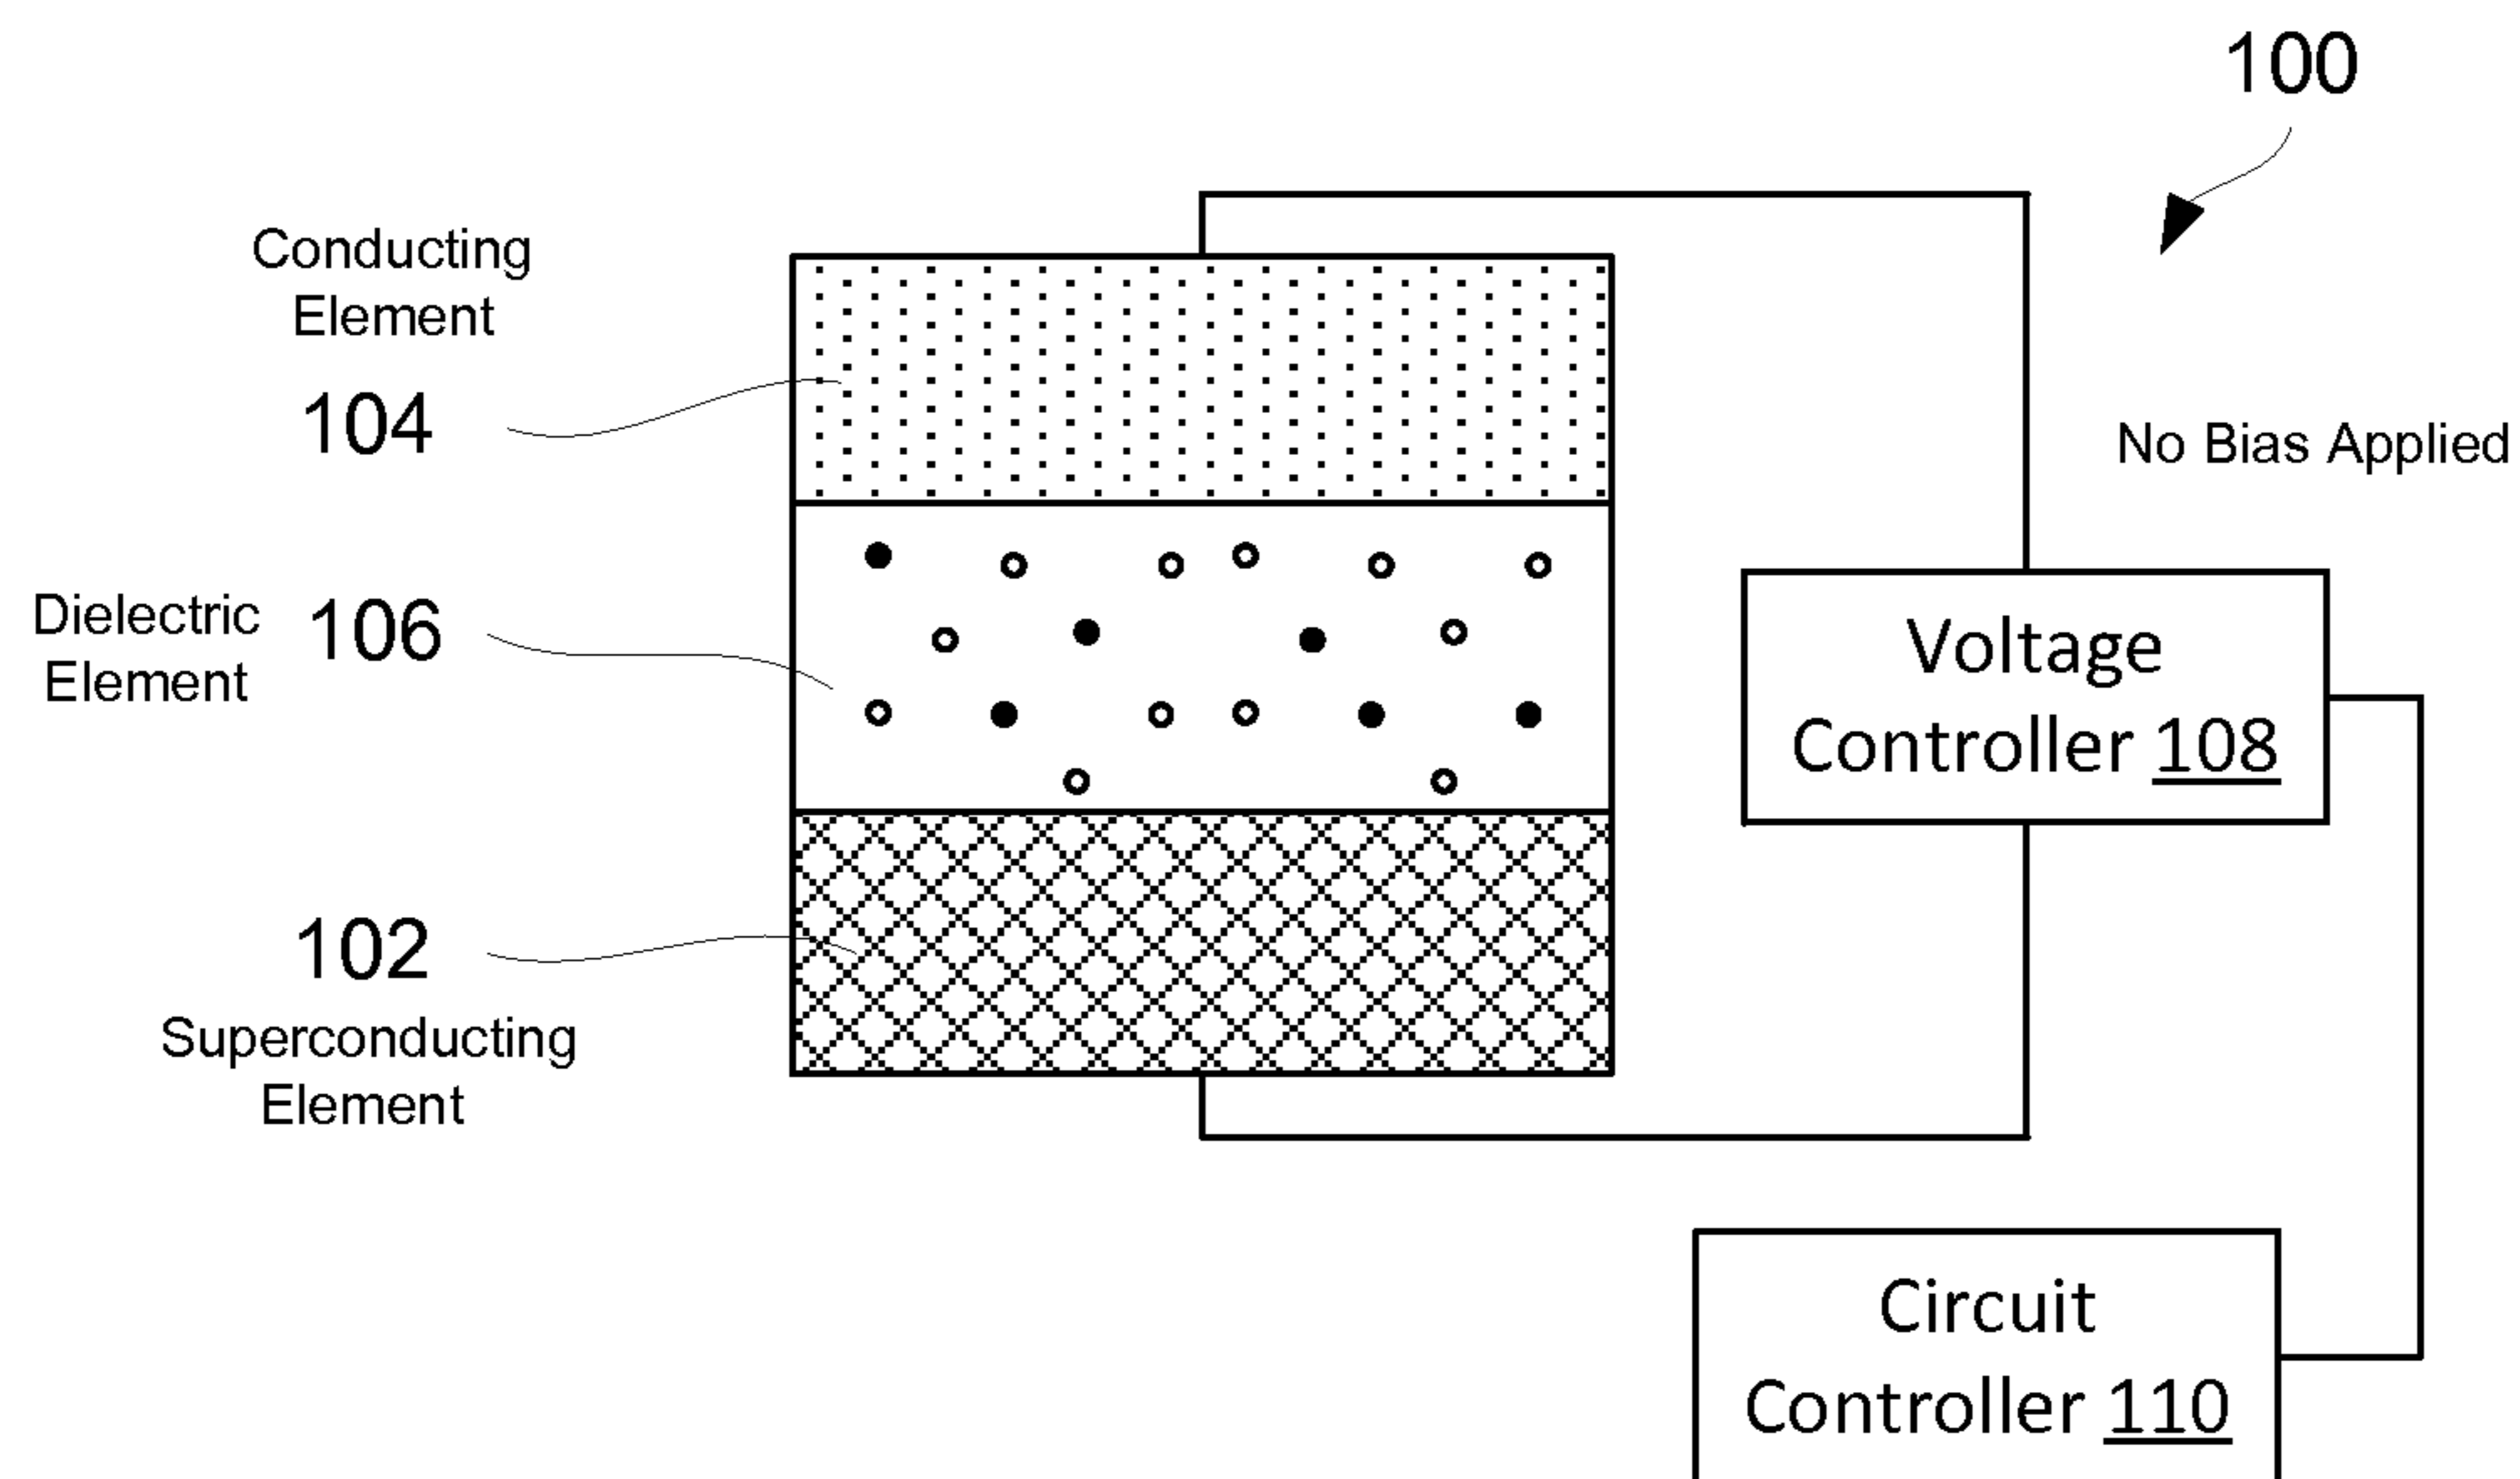 100
Conducting
Element
104
No Bias Applied
Dielectric
Element
106
Voltage
Controller 108
102
Superconducting
Element
Circuit
Controller 110